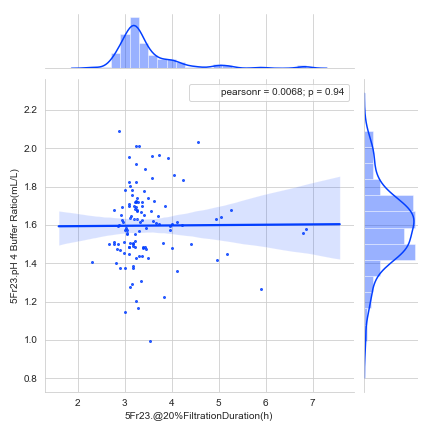 pearsonr = 0.0068; p = 0.94
2.2
2.0
1.8
1.6
1.4
1.2
1.0
0.8
5Fr23.pH 4 Buffer Ratio(mL/L)
2 3 4 5 6 7
5Fr23.@20%FiltrationDuration(h)